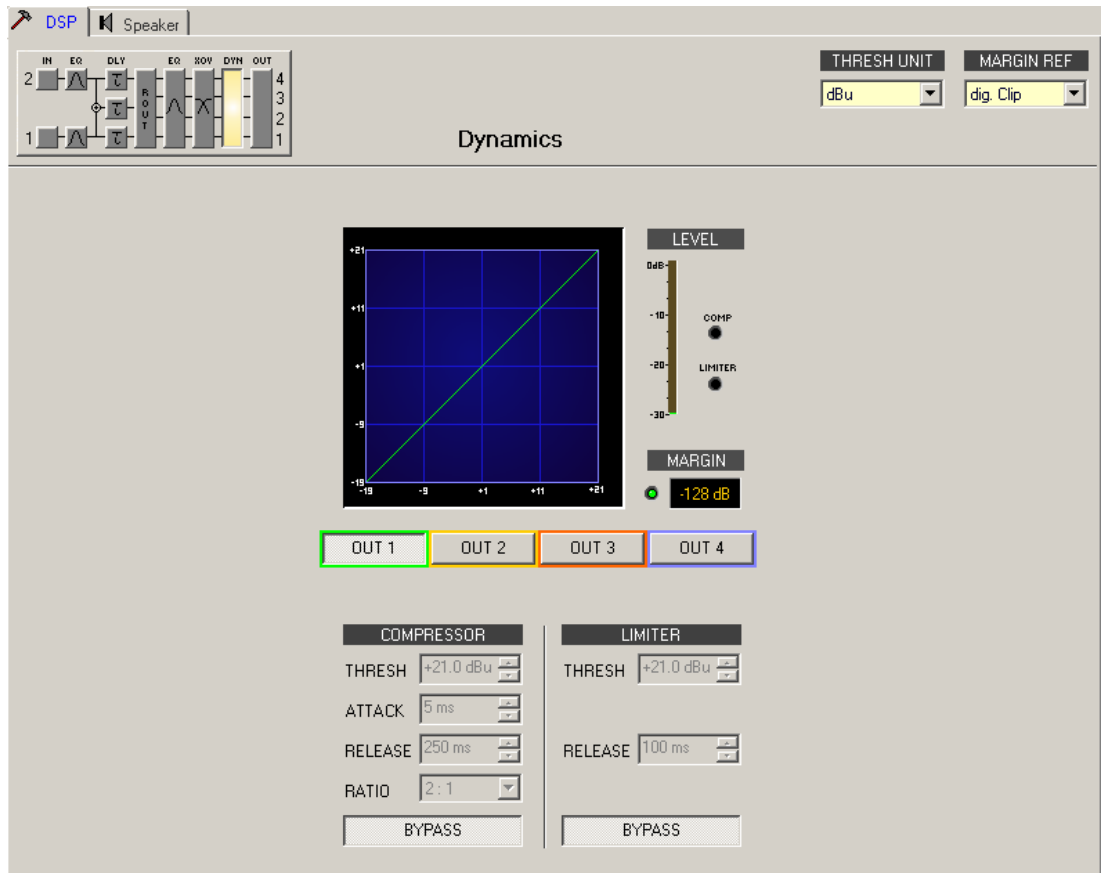 DSP Speaker
IN EQ DLY EQ XOV DYN OUT
2 τ 4
τ ROUT 3
2
1 τ 1
THRESH UNIT MARGIN REF
dBu dig. Clip
Dynamics
+21
+11
+1
-9
-19
-19 -9 +1 +11 +21
LEVEL
0dB-
-10-
-20-
-30-
COMP
LIMITER
MARGIN
-128 dB
OUT 1 OUT 2 OUT 3 OUT 4
COMPRESSOR
THRESH +21.0 dBu
ATTACK 5 ms
RELEASE 250 ms
RATIO 2 : 1
BYPASS
LIMITER
THRESH +21.0 dBu
RELEASE 100 ms
BYPASS